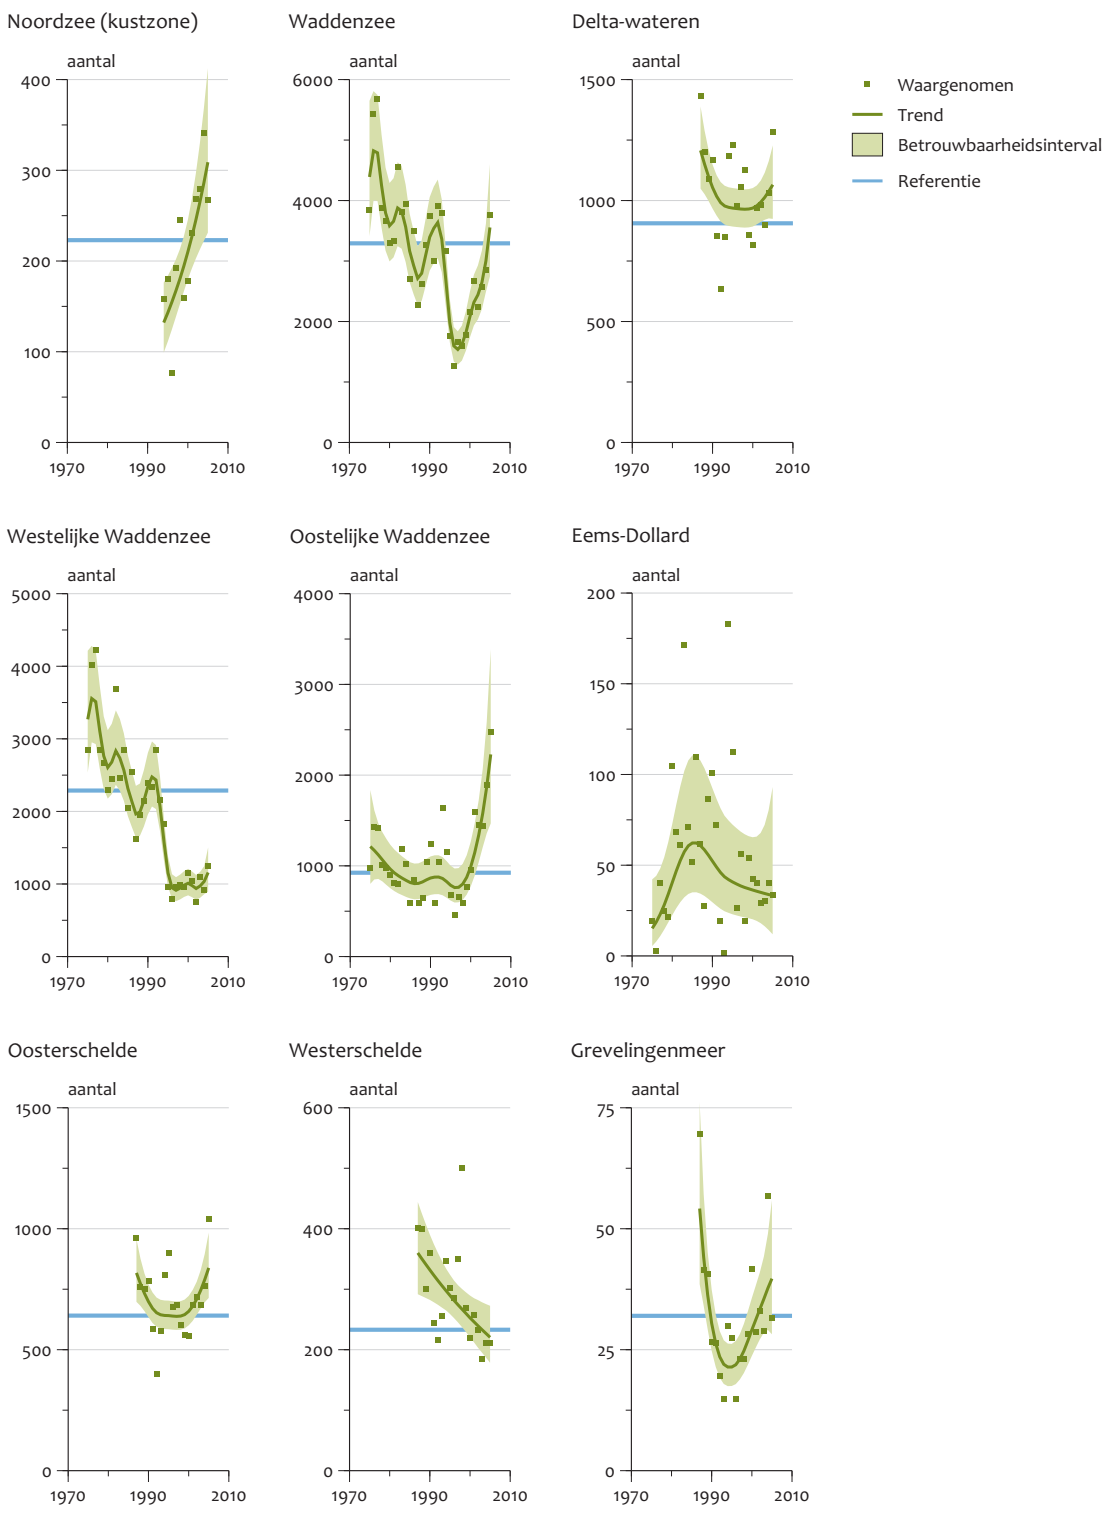 Noordzee (kustzone)
aantal
400
300
200
100
0
1970 1990 2010
Waddenzee
aantal
6000
4000
2000
0
1970 1990 2010
Delta-wateren
aantal
1500
1000
500
0
1970 1990 2010
Waargenomen
Trend
Betrouwbaarheidsinterval
Referentie
Westelijke Waddenzee
aantal
5000
4000
3000
2000
1000
0
1970 1990 2010
Oostelijke Waddenzee
aantal
4000
3000
2000
1000
0
1970 1990 2010
Eems-Dollard
aantal
200
150
100
50
0
1970 1990 2010
Oosterschelde
aantal
1500
1000
500
0
1970 1990 2010
Westerschelde
aantal
600
400
200
0
1970 1990 2010
Grevelingenmeer
aantal
75
50
25
0
1970 1990 2010